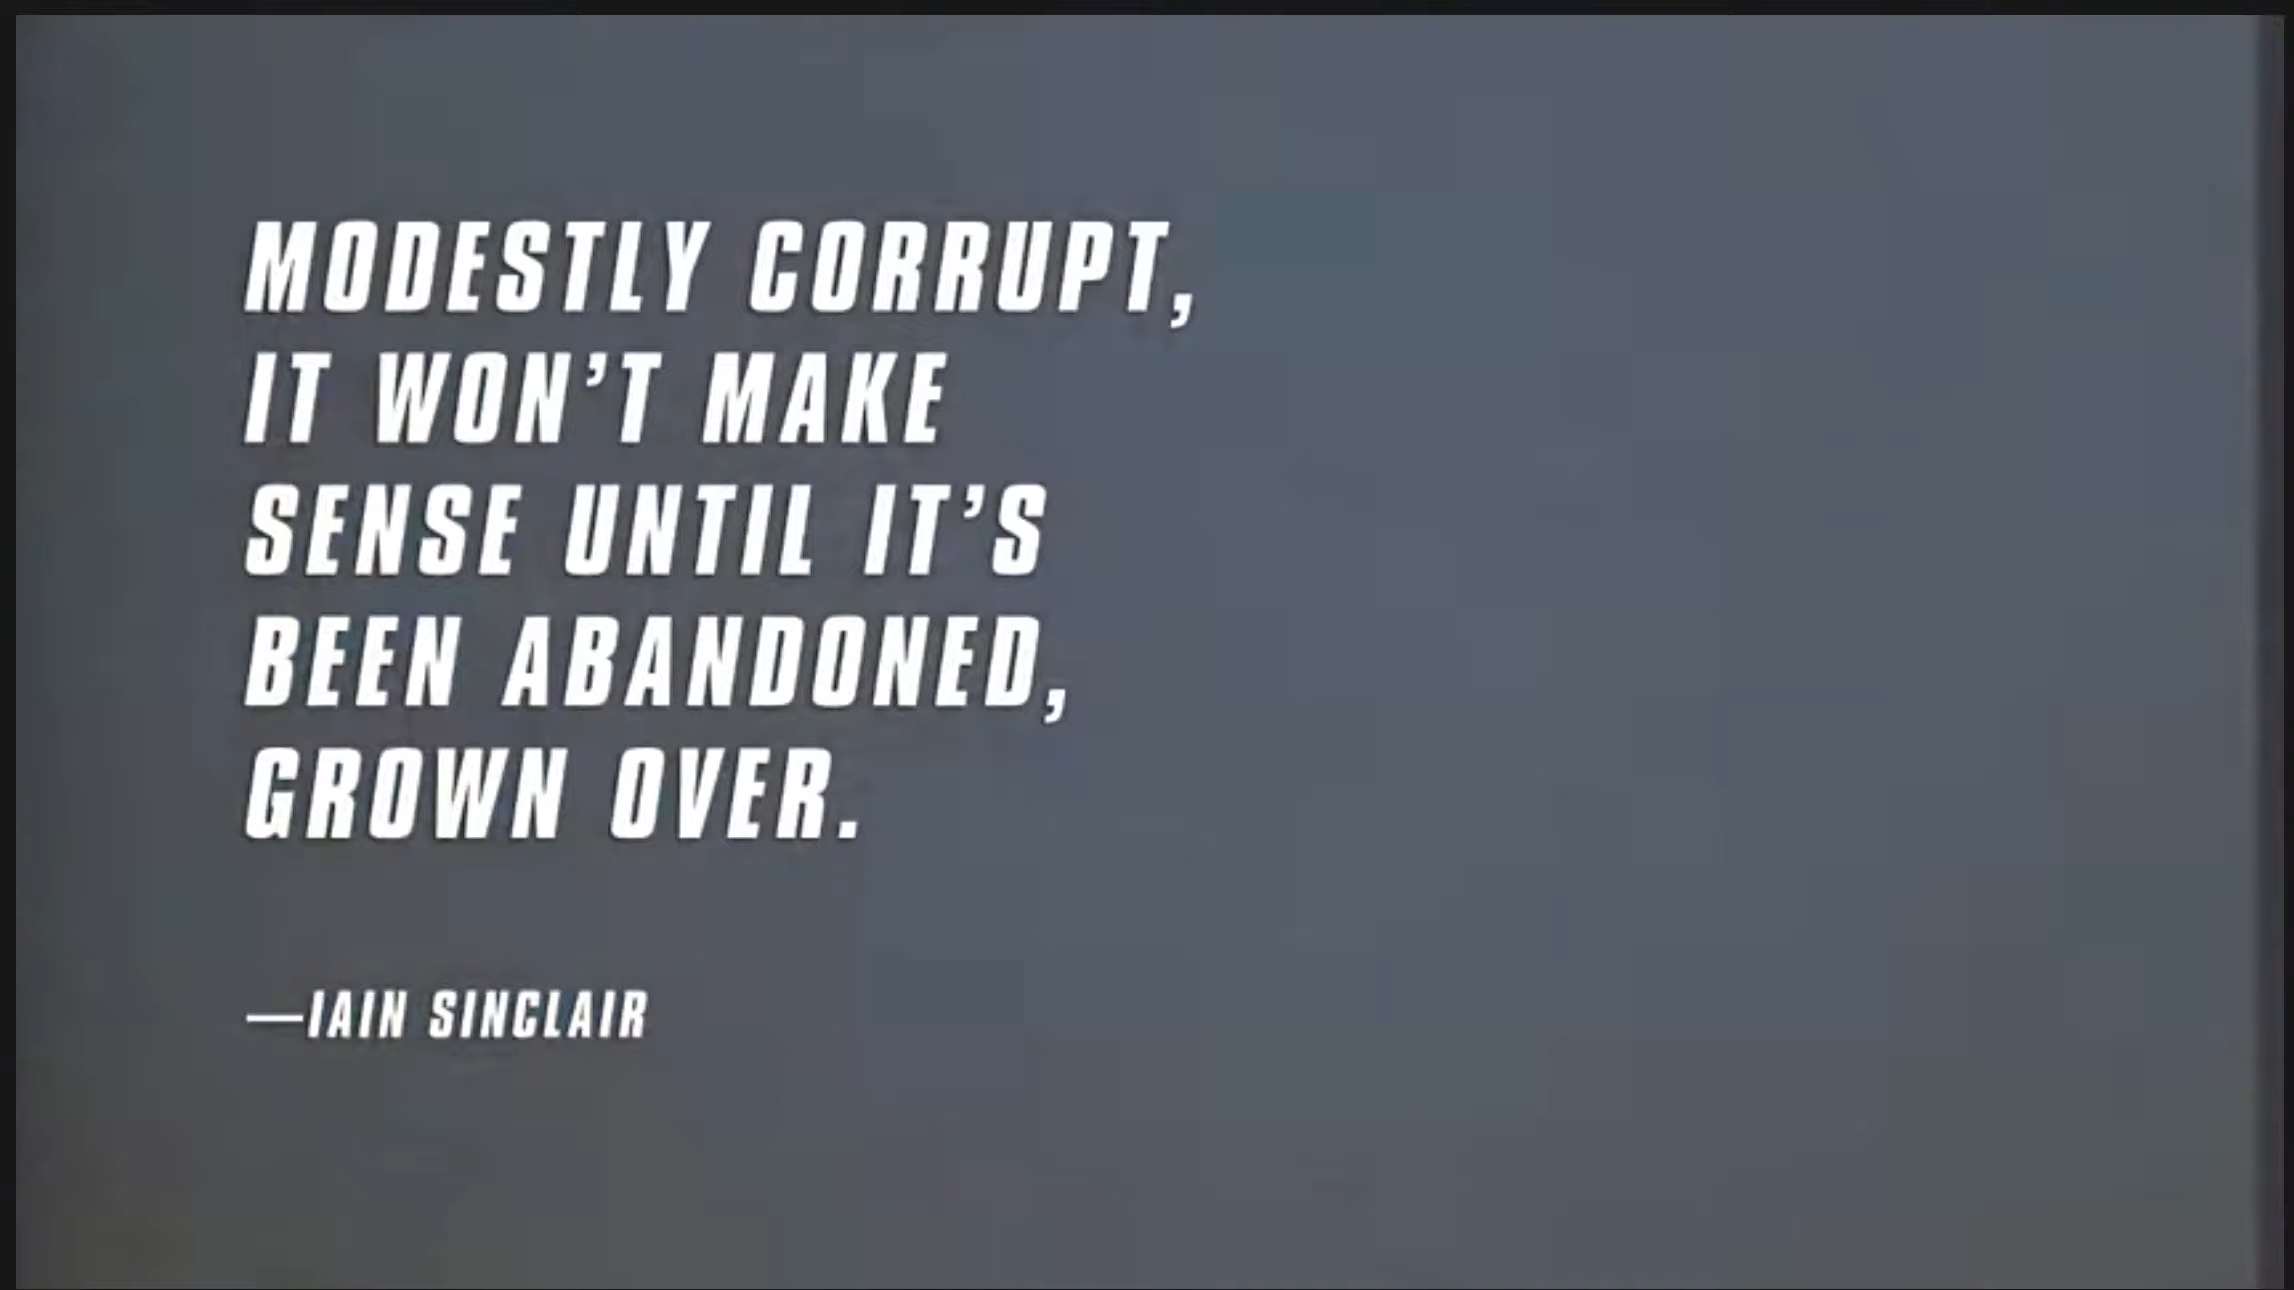 MODESTLY CORRUPT,
IT WON’T MAKE
SENSE UNTIL IT’S
BEEN ABANDONED,
GROWN OVER.
—IAIN SINCLAIR